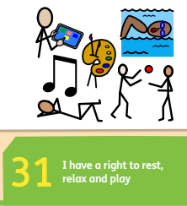 31
I have a right to rest,
relax and play